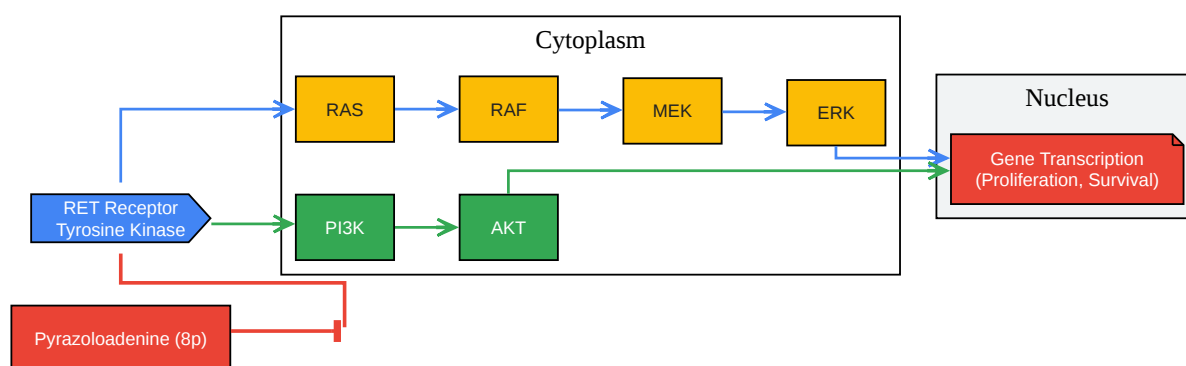 Cytoplasm
RAS
RAF
MEK
ERK
Nucleus
Gene Transcription
(Proliferation, Survival)
RET Receptor
Tyrosine Kinase
PI3K
AKT
Pyrazoloadenine (8p)